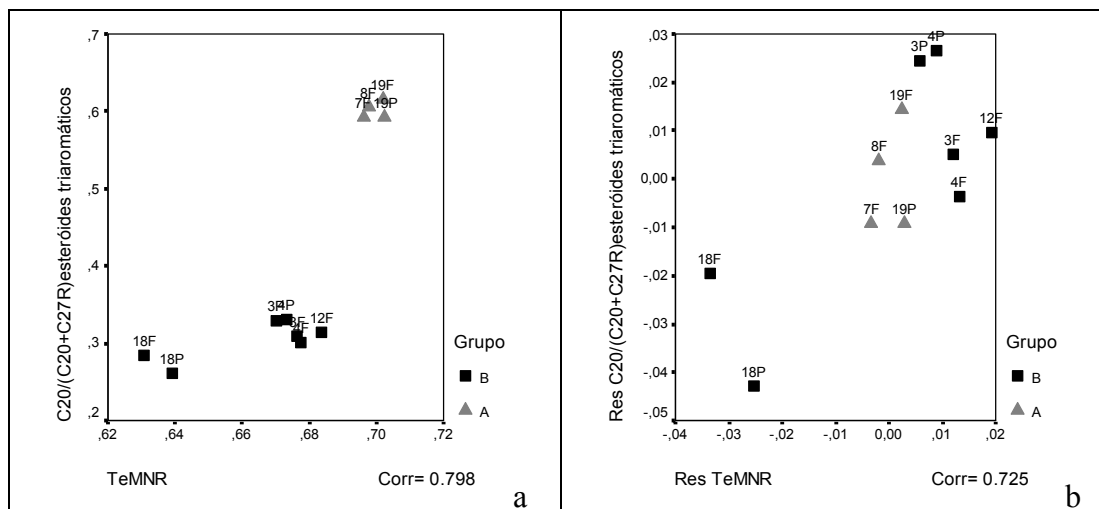 C20/(C20+C27R)esteróides triaromáticos
,7
,6
,5
,4
,3
,2
,62
,64
,66
,68
,70
,72
19F
8F
7F 19P
3F 4P
3F
4F
12F
18F
18P
Grupo
B
A
TeMNR
Corr= 0.798
a
Res C20/(C20+C27R)esteróides triaromáticos
,03
,02
,01
0,00
-,01
-,02
-,03
-,04
-,05
-,04
-,03
-,02
-,01
0,00
,01
,02
4P
3P
19F
12F
8F
3F
4F
7F
19P
18F
18P
Grupo
B
A
Res TeMNR
Corr= 0.725
b